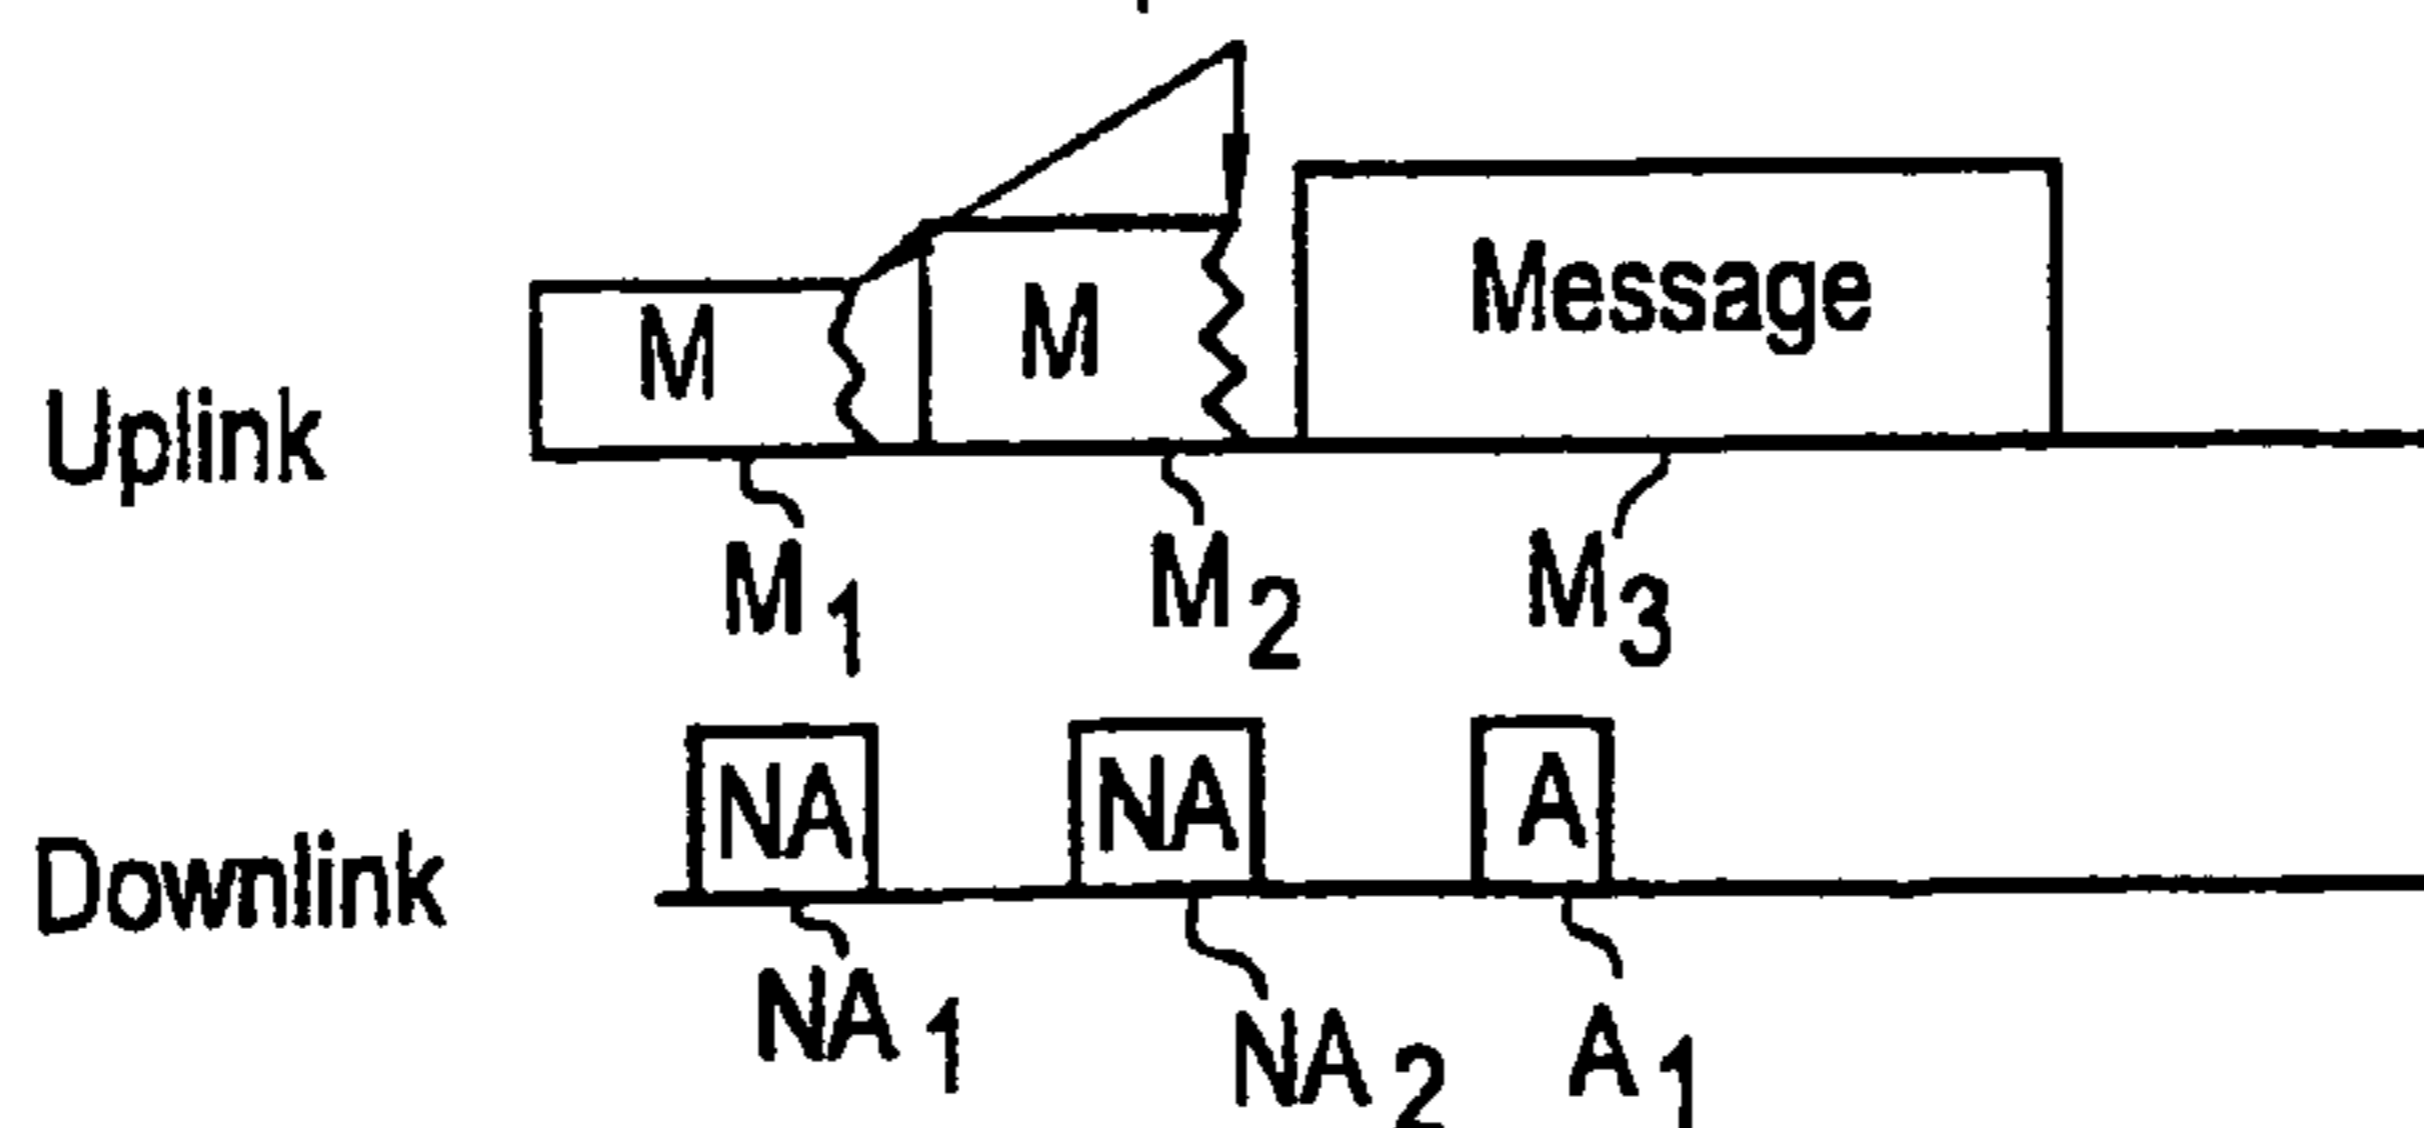 M M Message
Uplink
M1 M2 M3
NA NA A
Downlink
NA1 NA2 A1